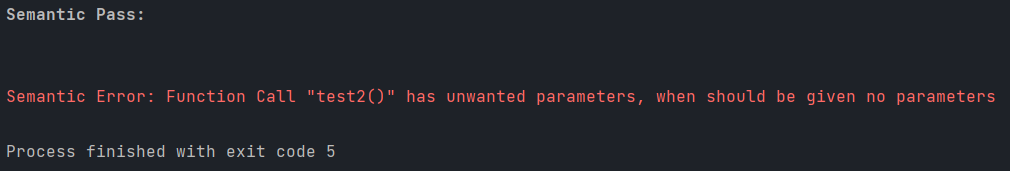 Semantic Pass:
Semantic Error: Function Call "test2()" has unwanted parameters, when should be given no parameters
Process finished with exit code 5